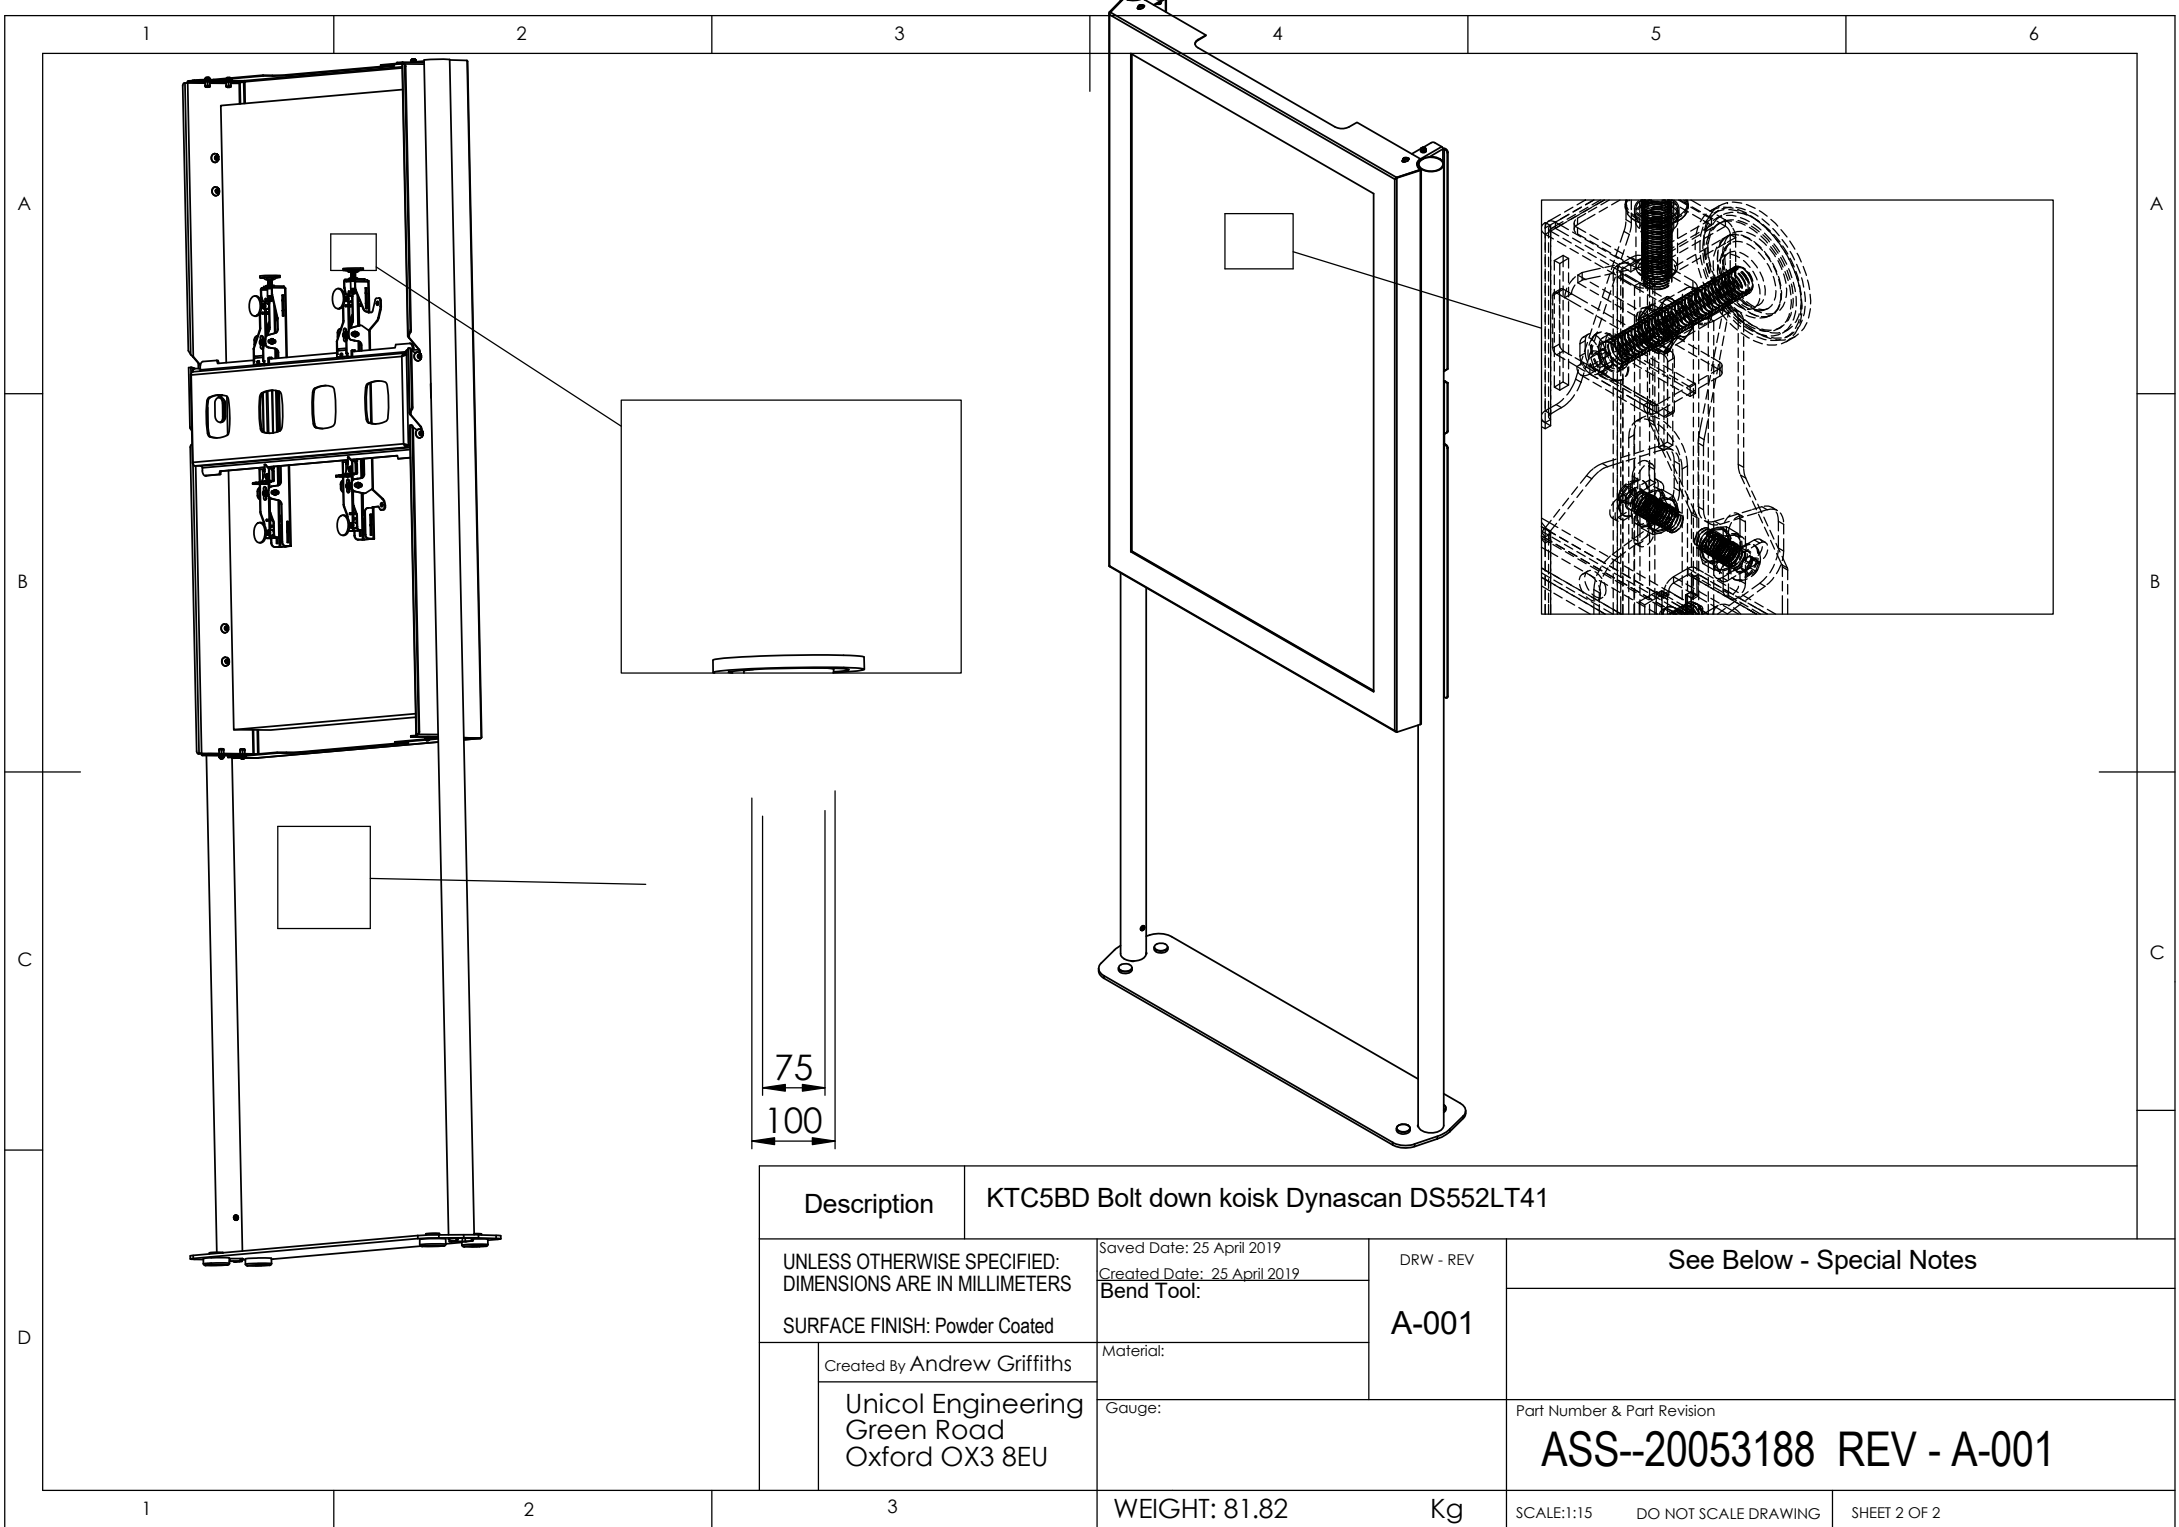 1 2 3 4 5 6
A A
B B
C C
D
75
100
Description
KTC5BD Bolt down koisk Dynascan DS552LT41
UNLESS OTHERWISE SPECIFIED:
DIMENSIONS ARE IN MILLIMETERS
SURFACE FINISH: Powder Coated
Saved Date: 25 April 2019
Created Date: 25 April 2019
Bend Tool:
DRW - REV
A-001
See Below - Special Notes
Created By Andrew Griffiths
Material:
Unicol Engineering
Green Road
Oxford OX3 8EU
Gauge:
Part Number & Part Revision
ASS--20053188 REV - A-001
1 2 3
WEIGHT: 81.82 Kg
SCALE:1:15
DO NOT SCALE DRAWING
SHEET 2 OF 2